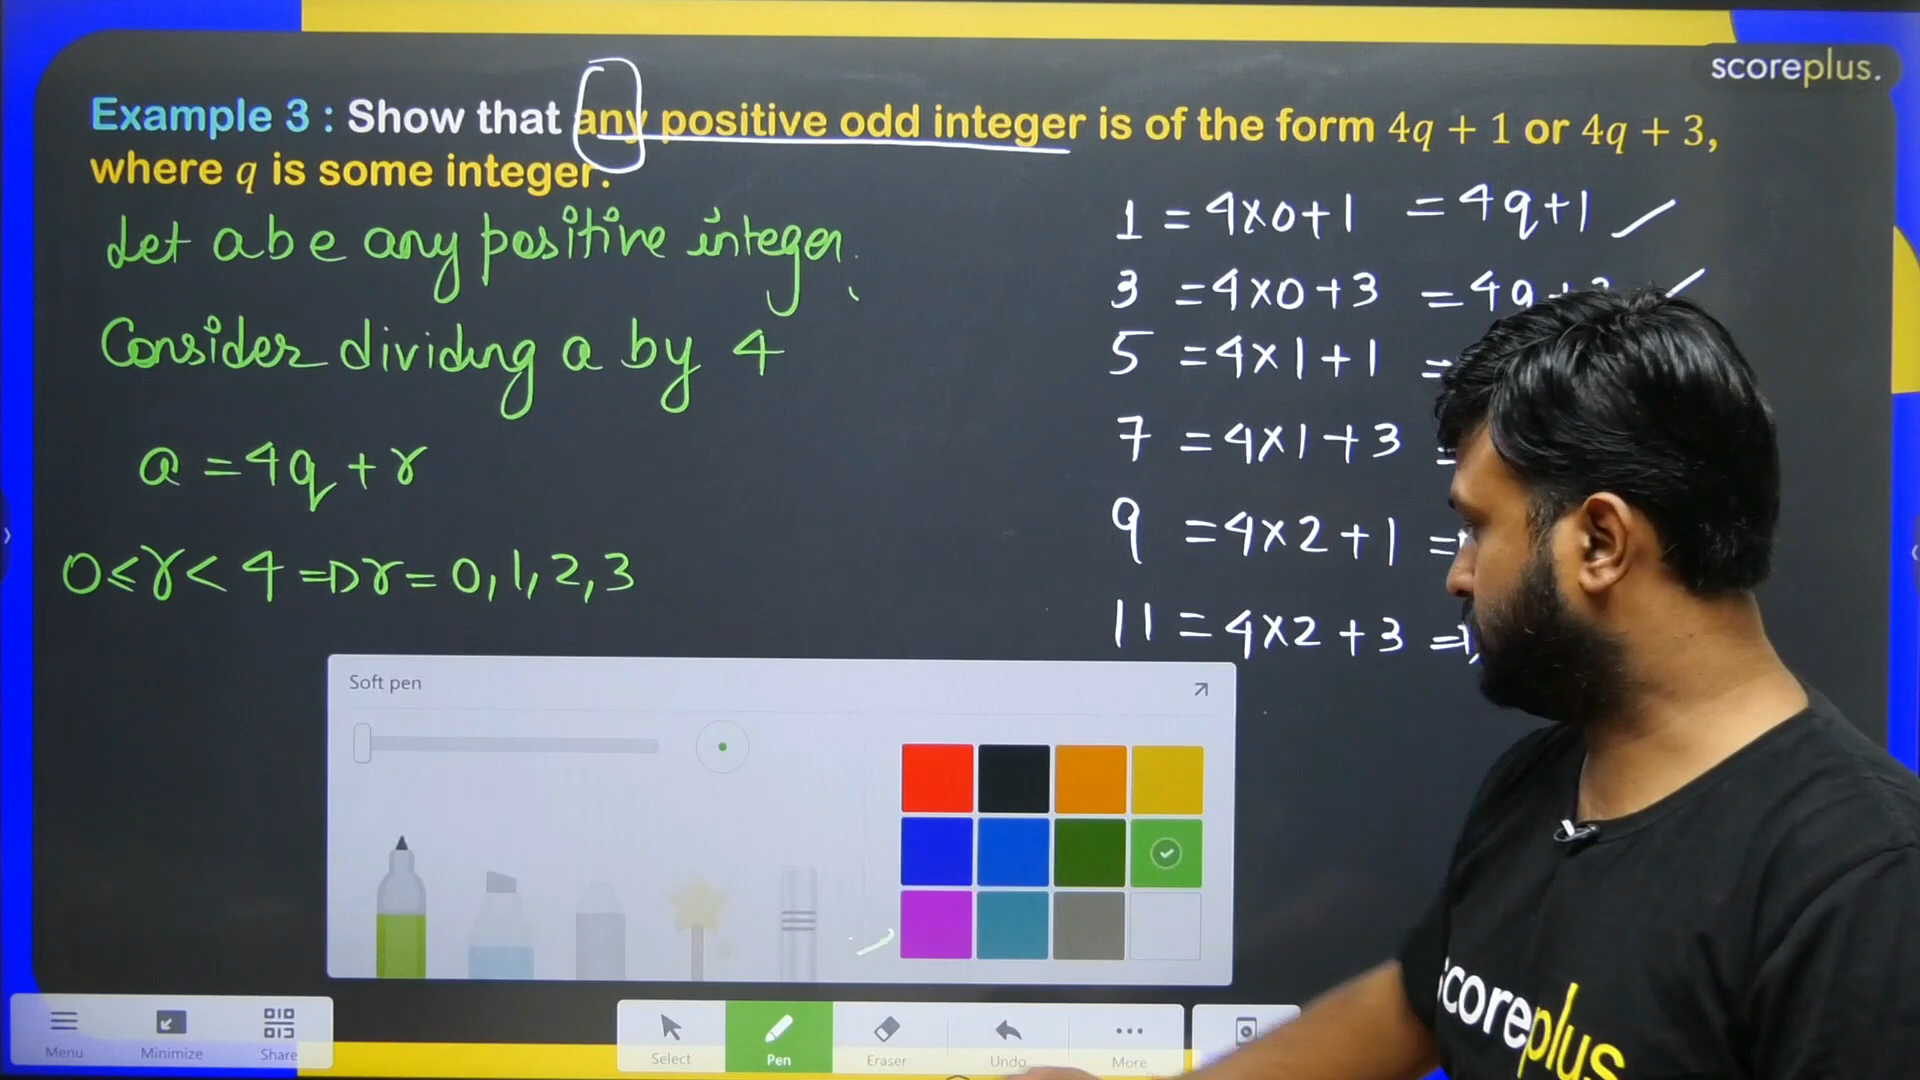 scoreplus.
Example 3 : Show that any positive odd integer is of the form 4q + 1 or 4q + 3,
where q is some integer.
Let a be any positive integer.
Consider dividing a by 4
a = 4q + r
0 ≤ r < 4 ⇒ r = 0, 1, 2, 3
1 = 4×0+1 = 4q+1
3 = 4×0+3 = 4q+
5 = 4×1+1 =
7 = 4×1+3 =
9 = 4×2+1 =
11 = 4×2+3 =
Soft pen
Menu
Minimize
Share
Select
Pen
Eraser
Undo
More
scoreplus